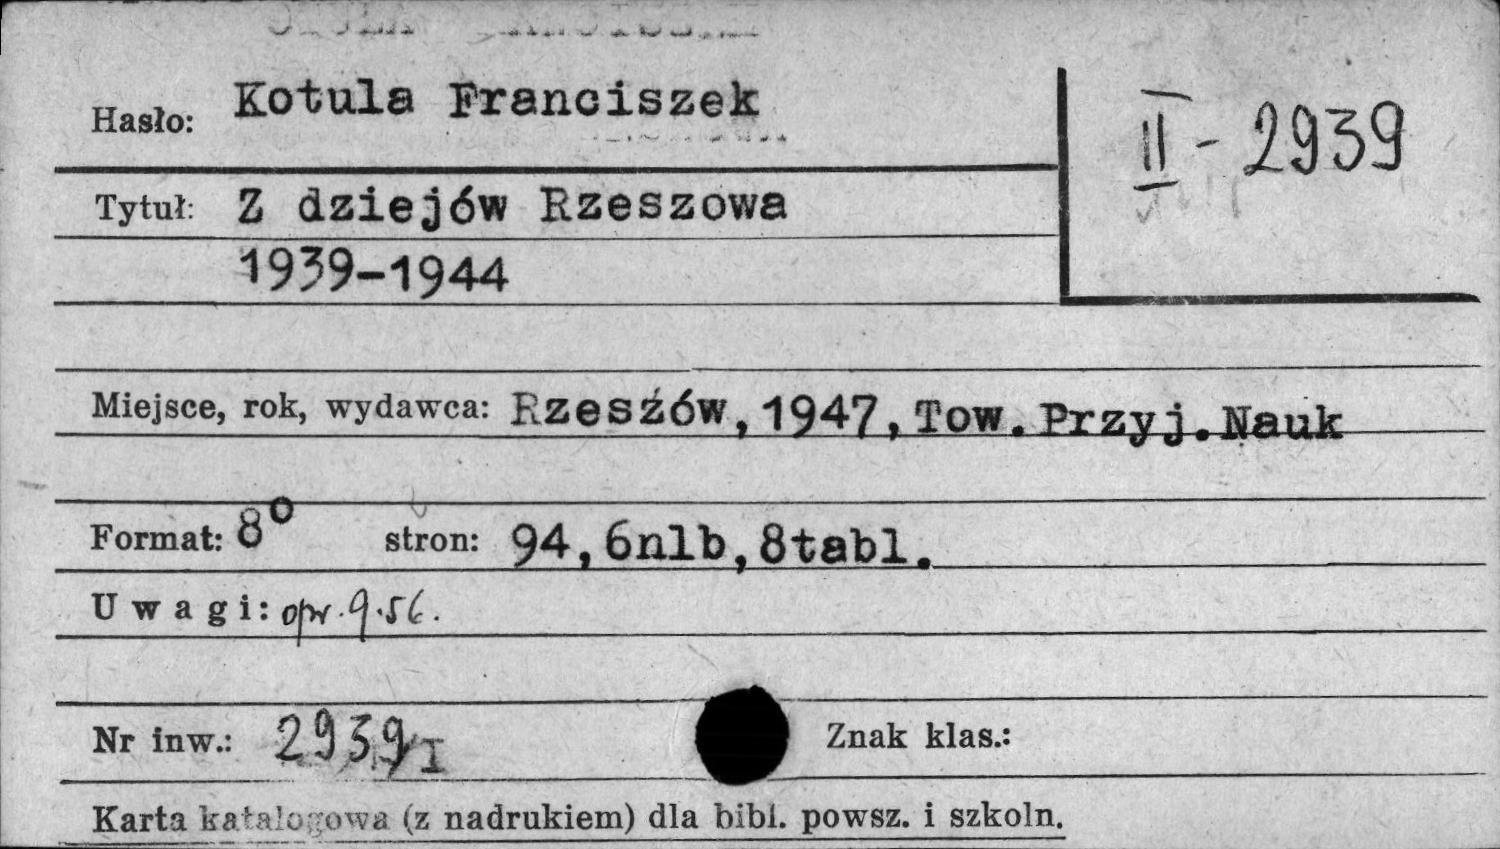 Hasło: Kotula Franciszek
II - 2939
Tytuł: Z dziejów Rzeszowa
1939-1944
Miejsce, rok, wydawca: Rzeszów, 1947, Tow. Przyj. Nauk
Format: 8° stron: 94, 6nlb, 8tabl.
Uwagi: opr. 9.56.
Nr inw.: 2939/I Znak klas.:
Karta katalogowa (z nadrukiem) dla bibl. powsz. i szkoln.